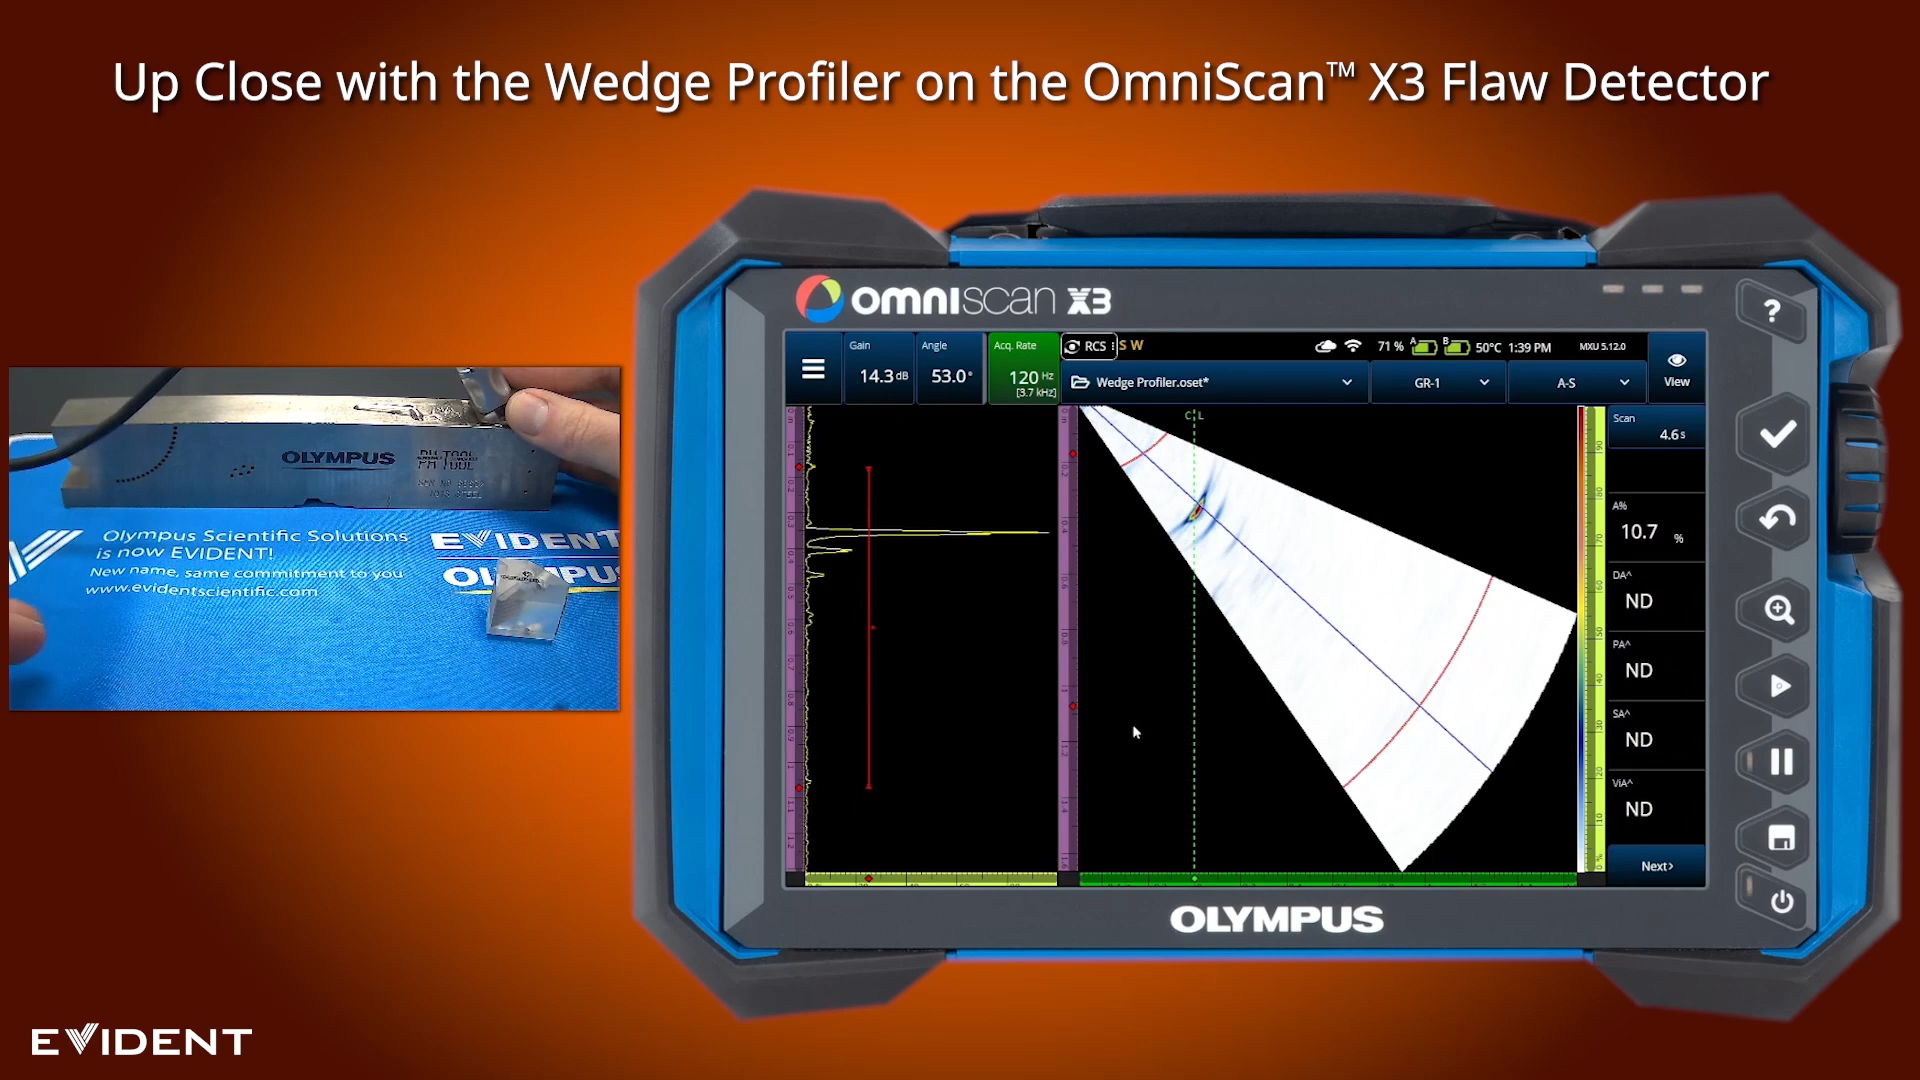 Up Close with the Wedge Profiler on the OmniScan™ X3 Flaw Detector
OMNISCAN X3
?
Gain
14.3 dB
Angle
53.0°
Acq. Rate
120 Hz
[3.7 kHz]
RCS
S W
71 %
A
B
50°C 1:39 PM
MXU 5.12.0
Wedge Profiler.oset*
GR-1
A-S
View
Scan
4.6 s
C L
A%
10.7 %
DA^
ND
PA^
ND
SA^
ND
ViA^
ND
Next>
OLYMPUS
OLYMPUS
PH TOOL
Olympus Scientific Solutions
is now EVIDENT!
New name, same commitment to you
www.evidentscientific.com
EVIDENT
EVIDENT